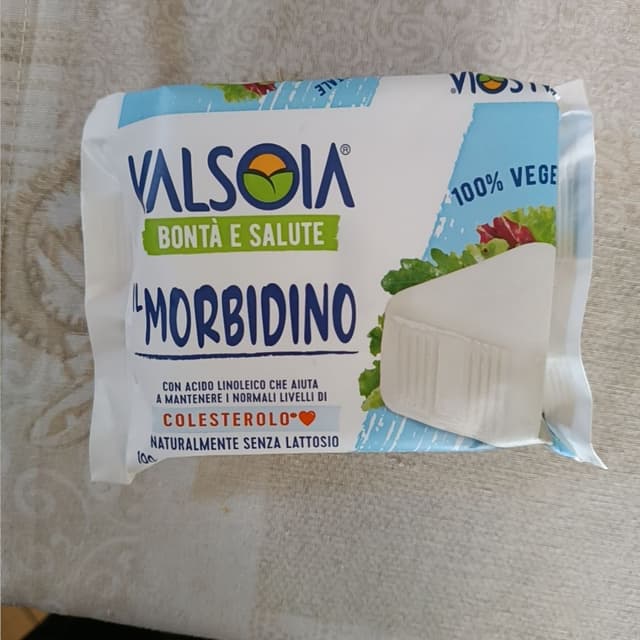 VALSOIA®
BONTÀ E SALUTE
100% VEGE
IL MORBIDINO
CON ACIDO LINOLEICO CHE AIUTA
A MANTENERE I NORMALI LIVELLI DI
COLESTEROLO
NATURALMENTE SENZA LATTOSIO